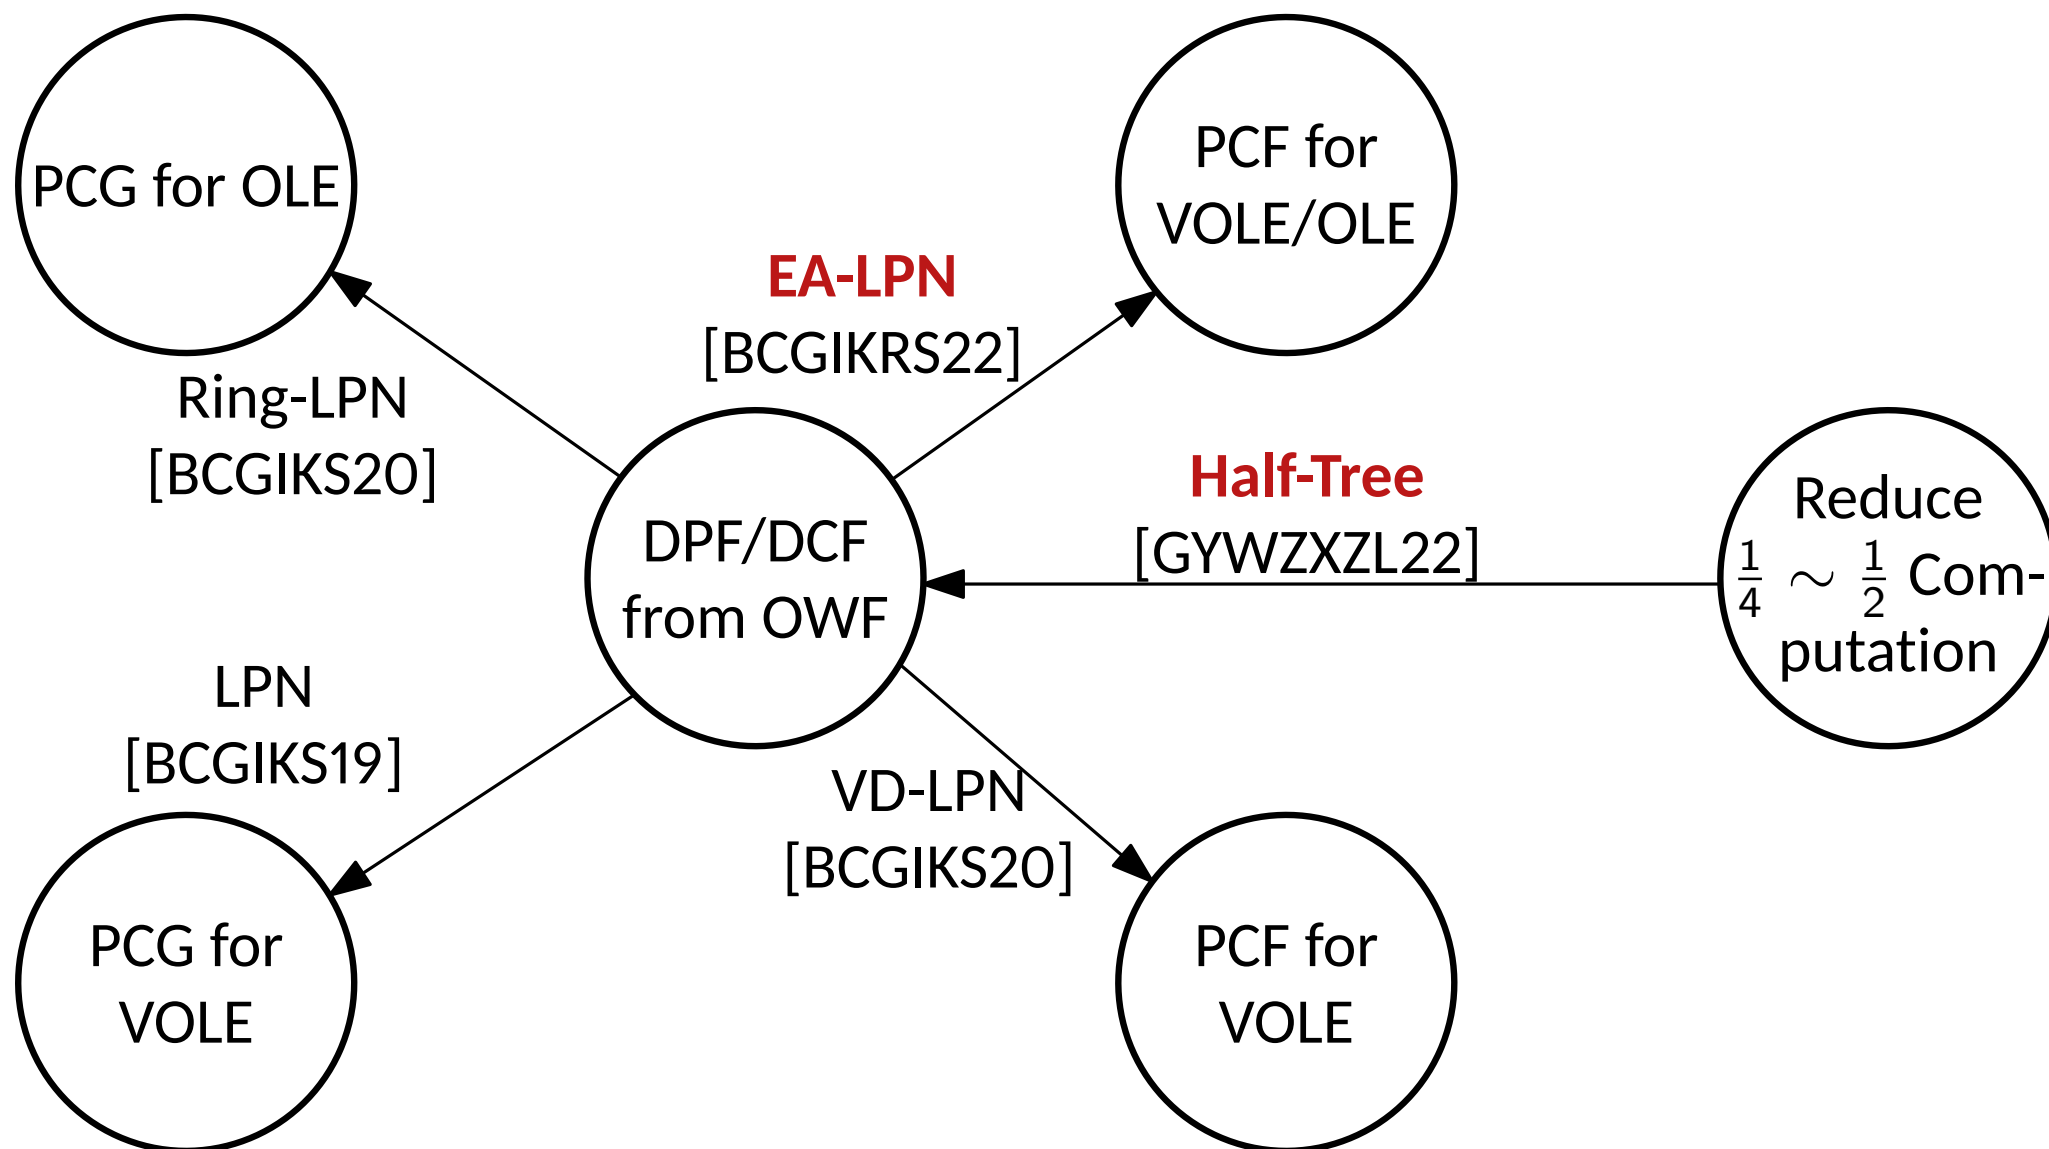 PCG for OLE
PCF for
VOLE/OLE
EA-LPN
[BCGIKRS22]
Ring-LPN
[BCGIKS20]
Half-Tree
[GYWZXZL22]
DPF/DCF
from OWF
Reduce
1/4 ∼ 1/2 Com-
putation
LPN
[BCGIKS19]
VD-LPN
[BCGIKS20]
PCG for
VOLE
PCF for
VOLE